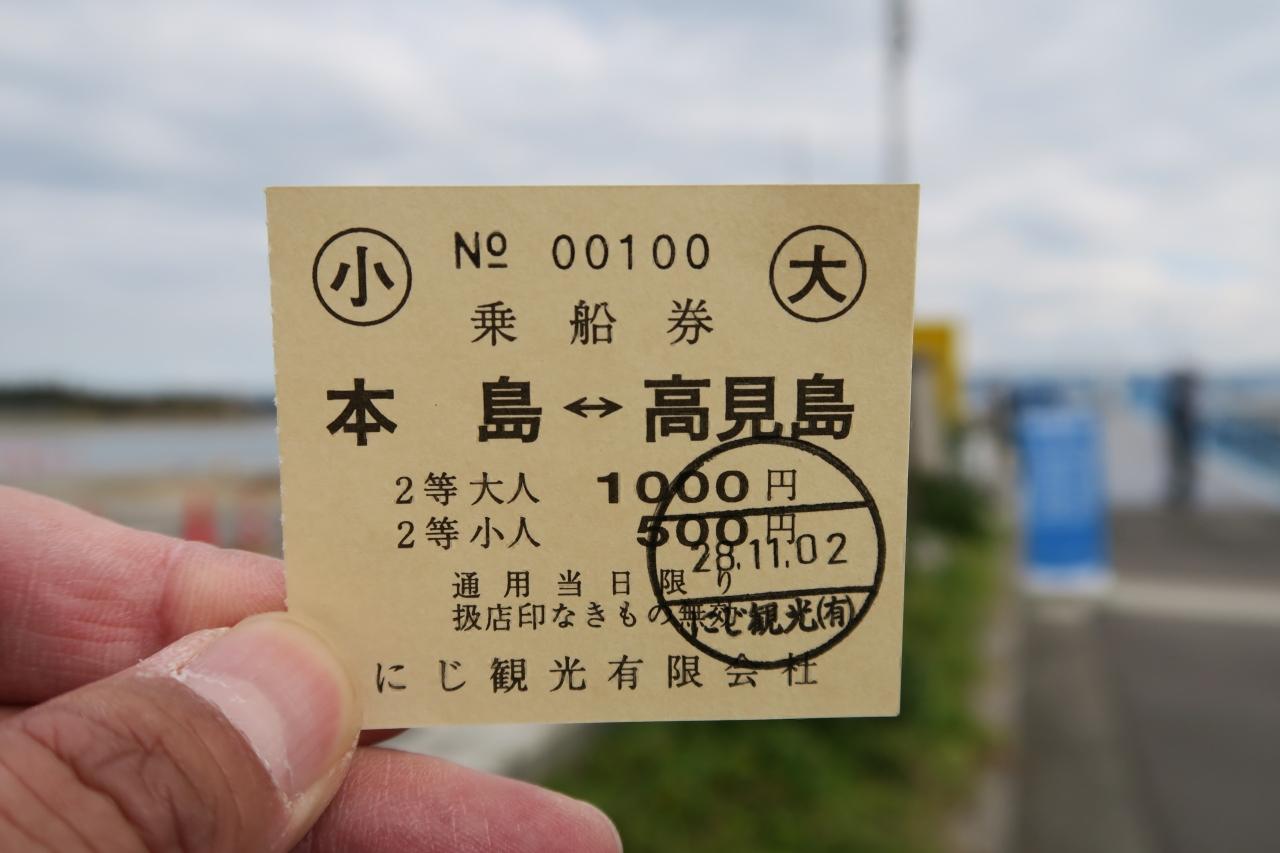 小 № 00100 大
乗船券
本島↔高見島
2等大人 1000円
2等小人 500円
通用当日限り
扱店印なきもの無効
にじ観光有限会社
28.11.02
にじ観光(有)